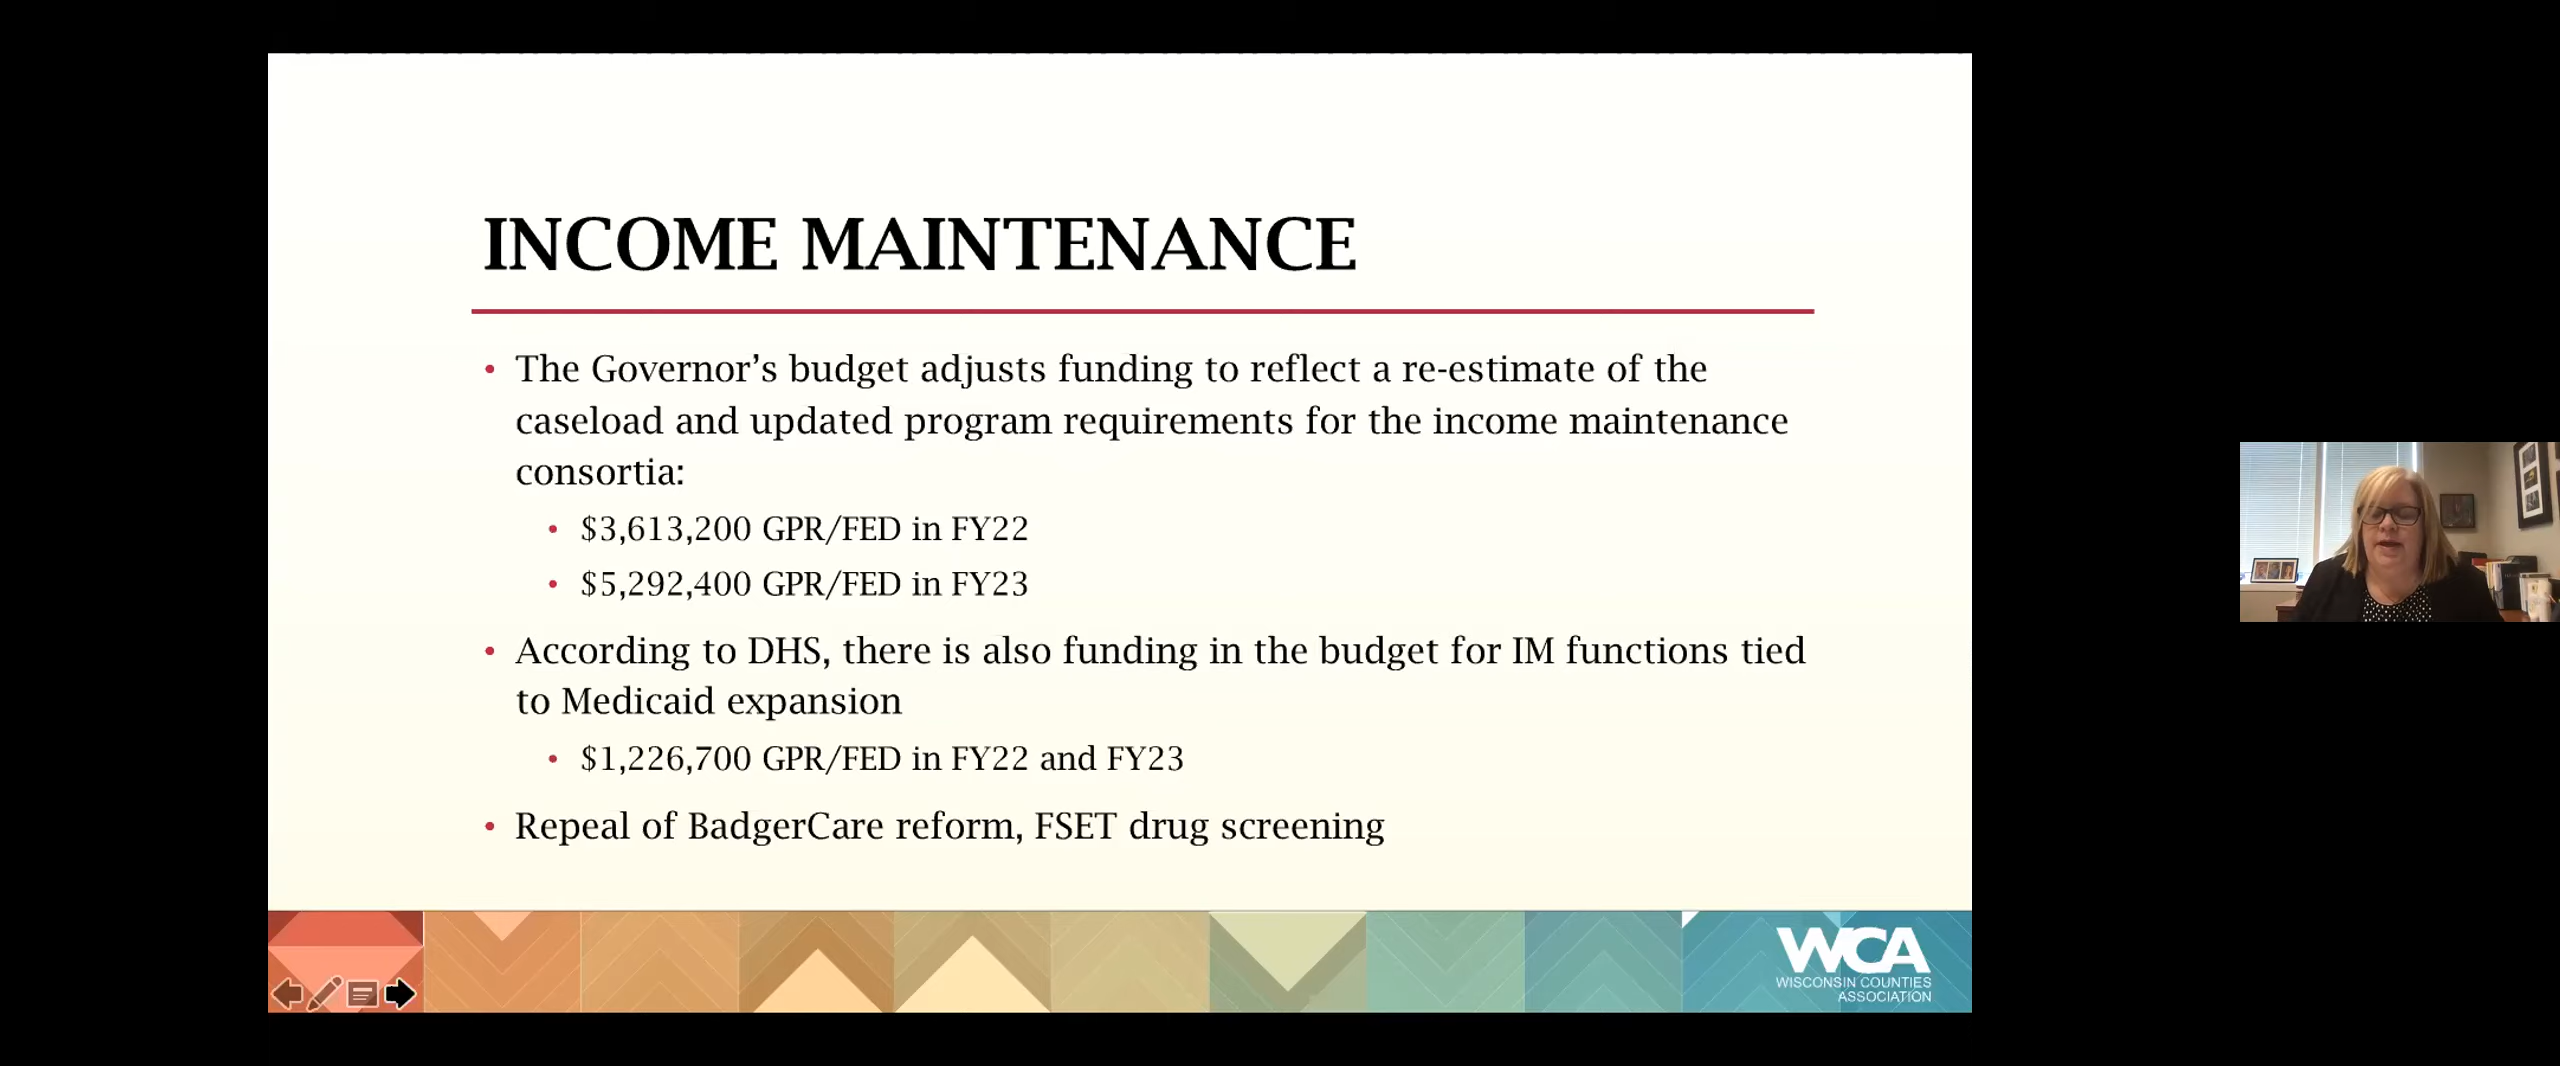 INCOME MAINTENANCE
• The Governor’s budget adjusts funding to reflect a re-estimate of the
caseload and updated program requirements for the income maintenance
consortia:
• $3,613,200 GPR/FED in FY22
• $5,292,400 GPR/FED in FY23
• According to DHS, there is also funding in the budget for IM functions tied
to Medicaid expansion
• $1,226,700 GPR/FED in FY22 and FY23
• Repeal of BadgerCare reform, FSET drug screening
WCA
WISCONSIN COUNTIES
ASSOCIATION